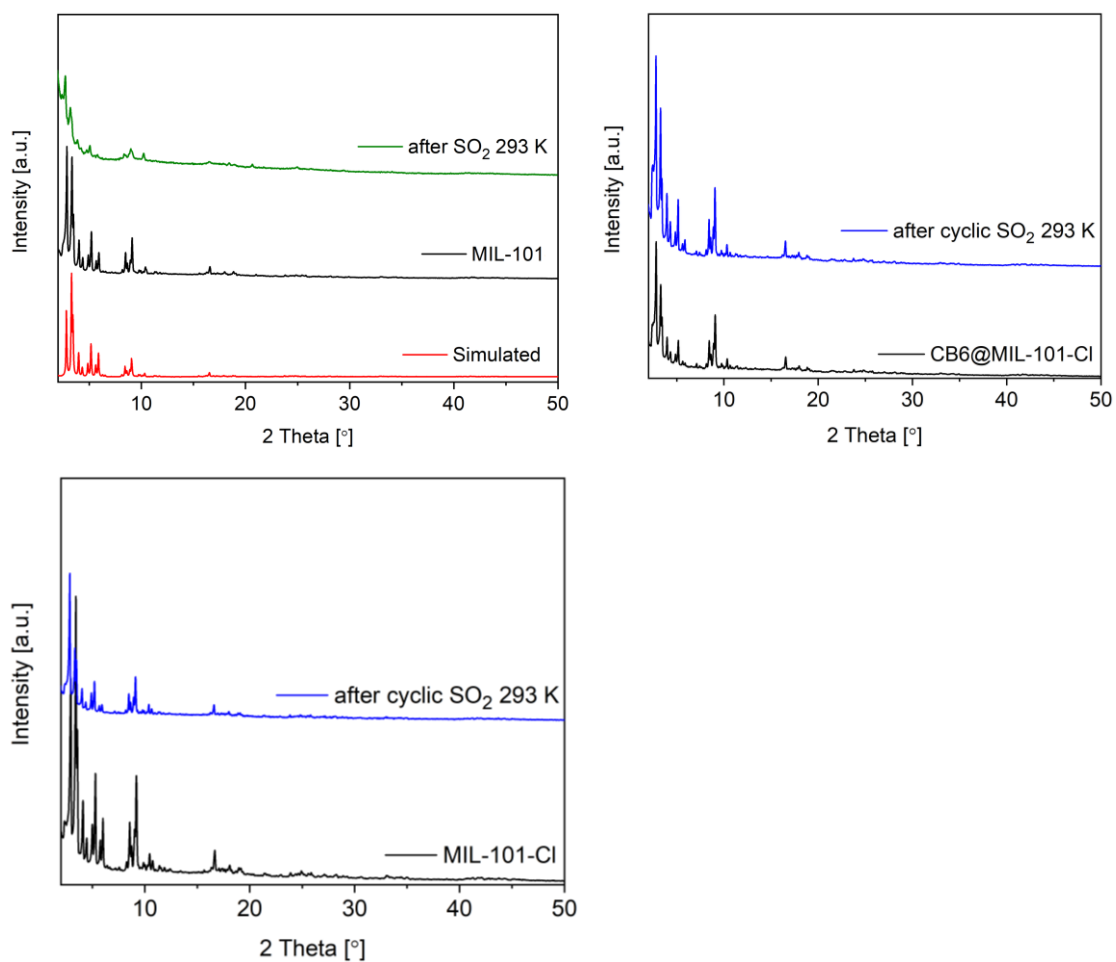 Intensity [a.u.]
after SO₂ 293 K
MIL-101
Simulated
10 20 30 40 50
2 Theta [°]
Intensity [a.u.]
after cyclic SO₂ 293 K
CB6@MIL-101-Cl
10 20 30 40 50
2 Theta [°]
Intensity [a.u.]
after cyclic SO₂ 293 K
MIL-101-Cl
10 20 30 40 50
2 Theta [°]